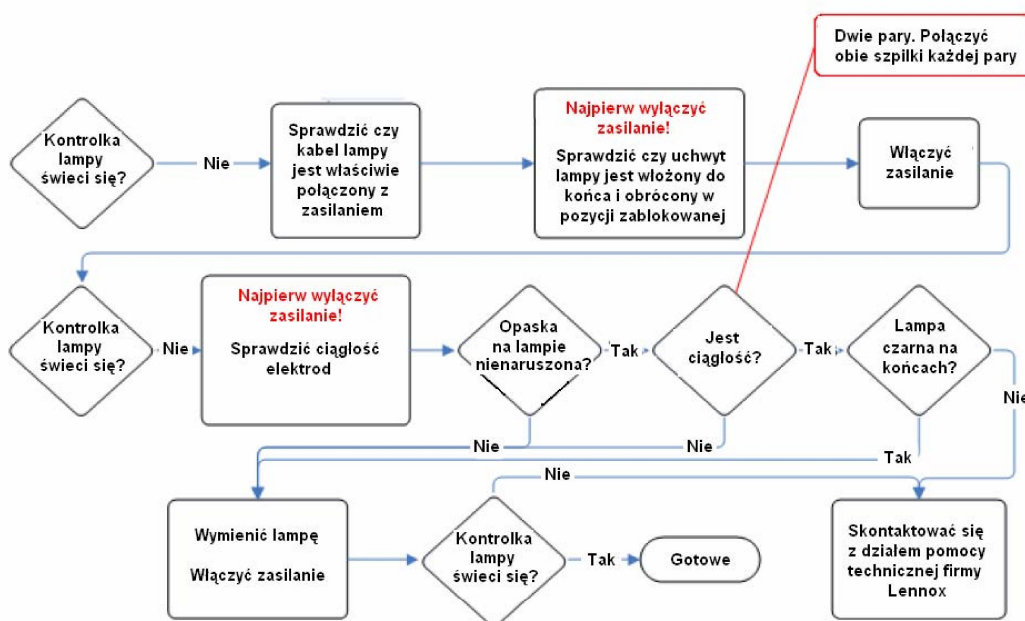 Dwie pary. Połączyć
obie szpilki każdej pary
Kontrolka
lampy
świeci się?
Nie
Sprawdzić czy
kabel lampy
jest właściwie
połączony z
zasilaniem
Najpierw wyłączyć
zasilanie!
Sprawdzić czy uchwyt
lampy jest włożony do
końca i obrócony w
pozycji zablokowanej
Włączyć
zasilanie
Kontrolka
lampy
świeci się?
Nie
Najpierw wyłączyć
zasilanie!
Sprawdzić ciągłość
elektrod
Opaska
na lampie
nienaruszona?
Tak
Jest
ciągłość?
Tak
Lampa
czarna na
końcach?
Nie
Nie
Nie
Tak
Wymienić lampę
Włączyć zasilanie
Kontrolka
lampy
świeci się?
Nie
Tak
Gotowe
Skontaktować się
z działem pomocy
technicznej firmy
Lennox